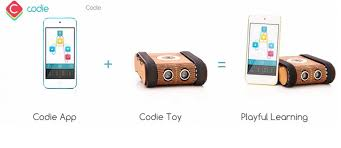 codie
Codie
+
=
Codie App
Codie Toy
Playful Learning